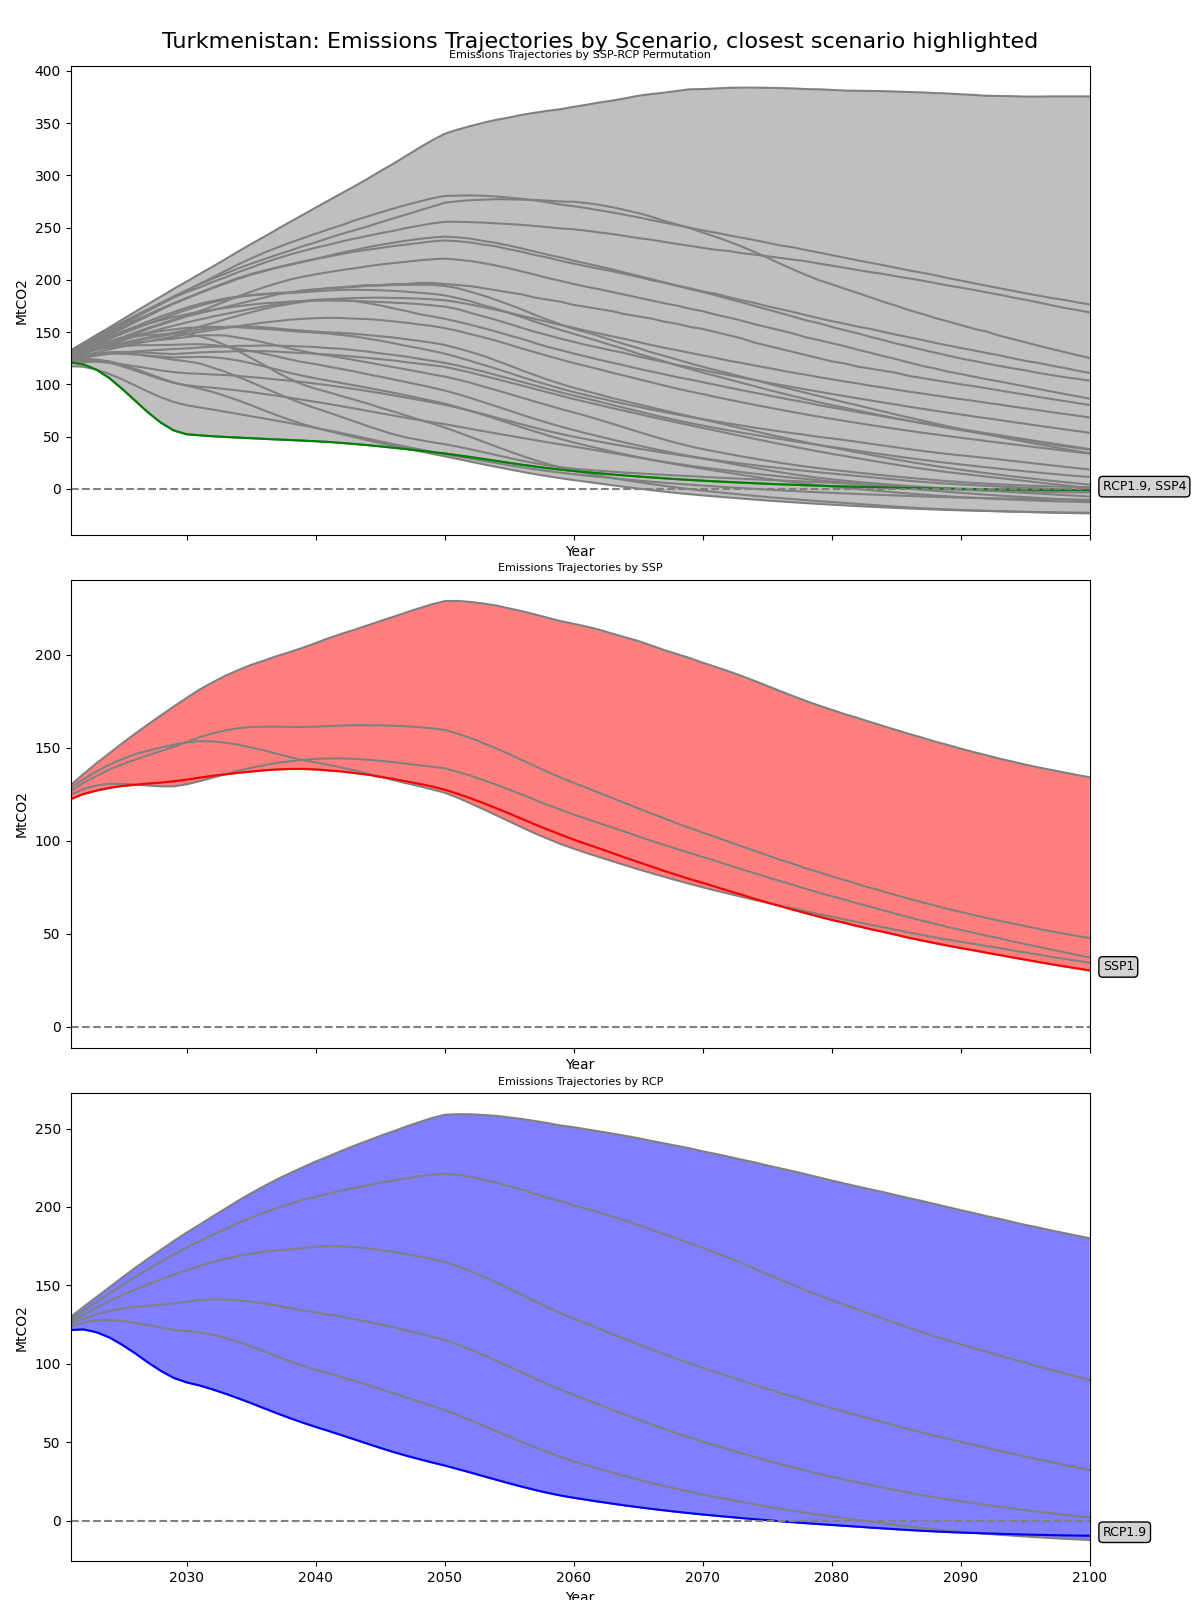 Turkmenistan: Emissions Trajectories by Scenario, closest scenario highlighted
Emissions Trajectories by SSP-RCP Permutation
400
350
300
250
200
150
100
50
0
MtCO2
RCP1.9, SSP4
Year
Emissions Trajectories by SSP
200
150
100
50
0
MtCO2
SSP1
Year
Emissions Trajectories by RCP
250
200
150
100
50
0
MtCO2
RCP1.9
2030 2040 2050 2060 2070 2080 2090 2100
Year